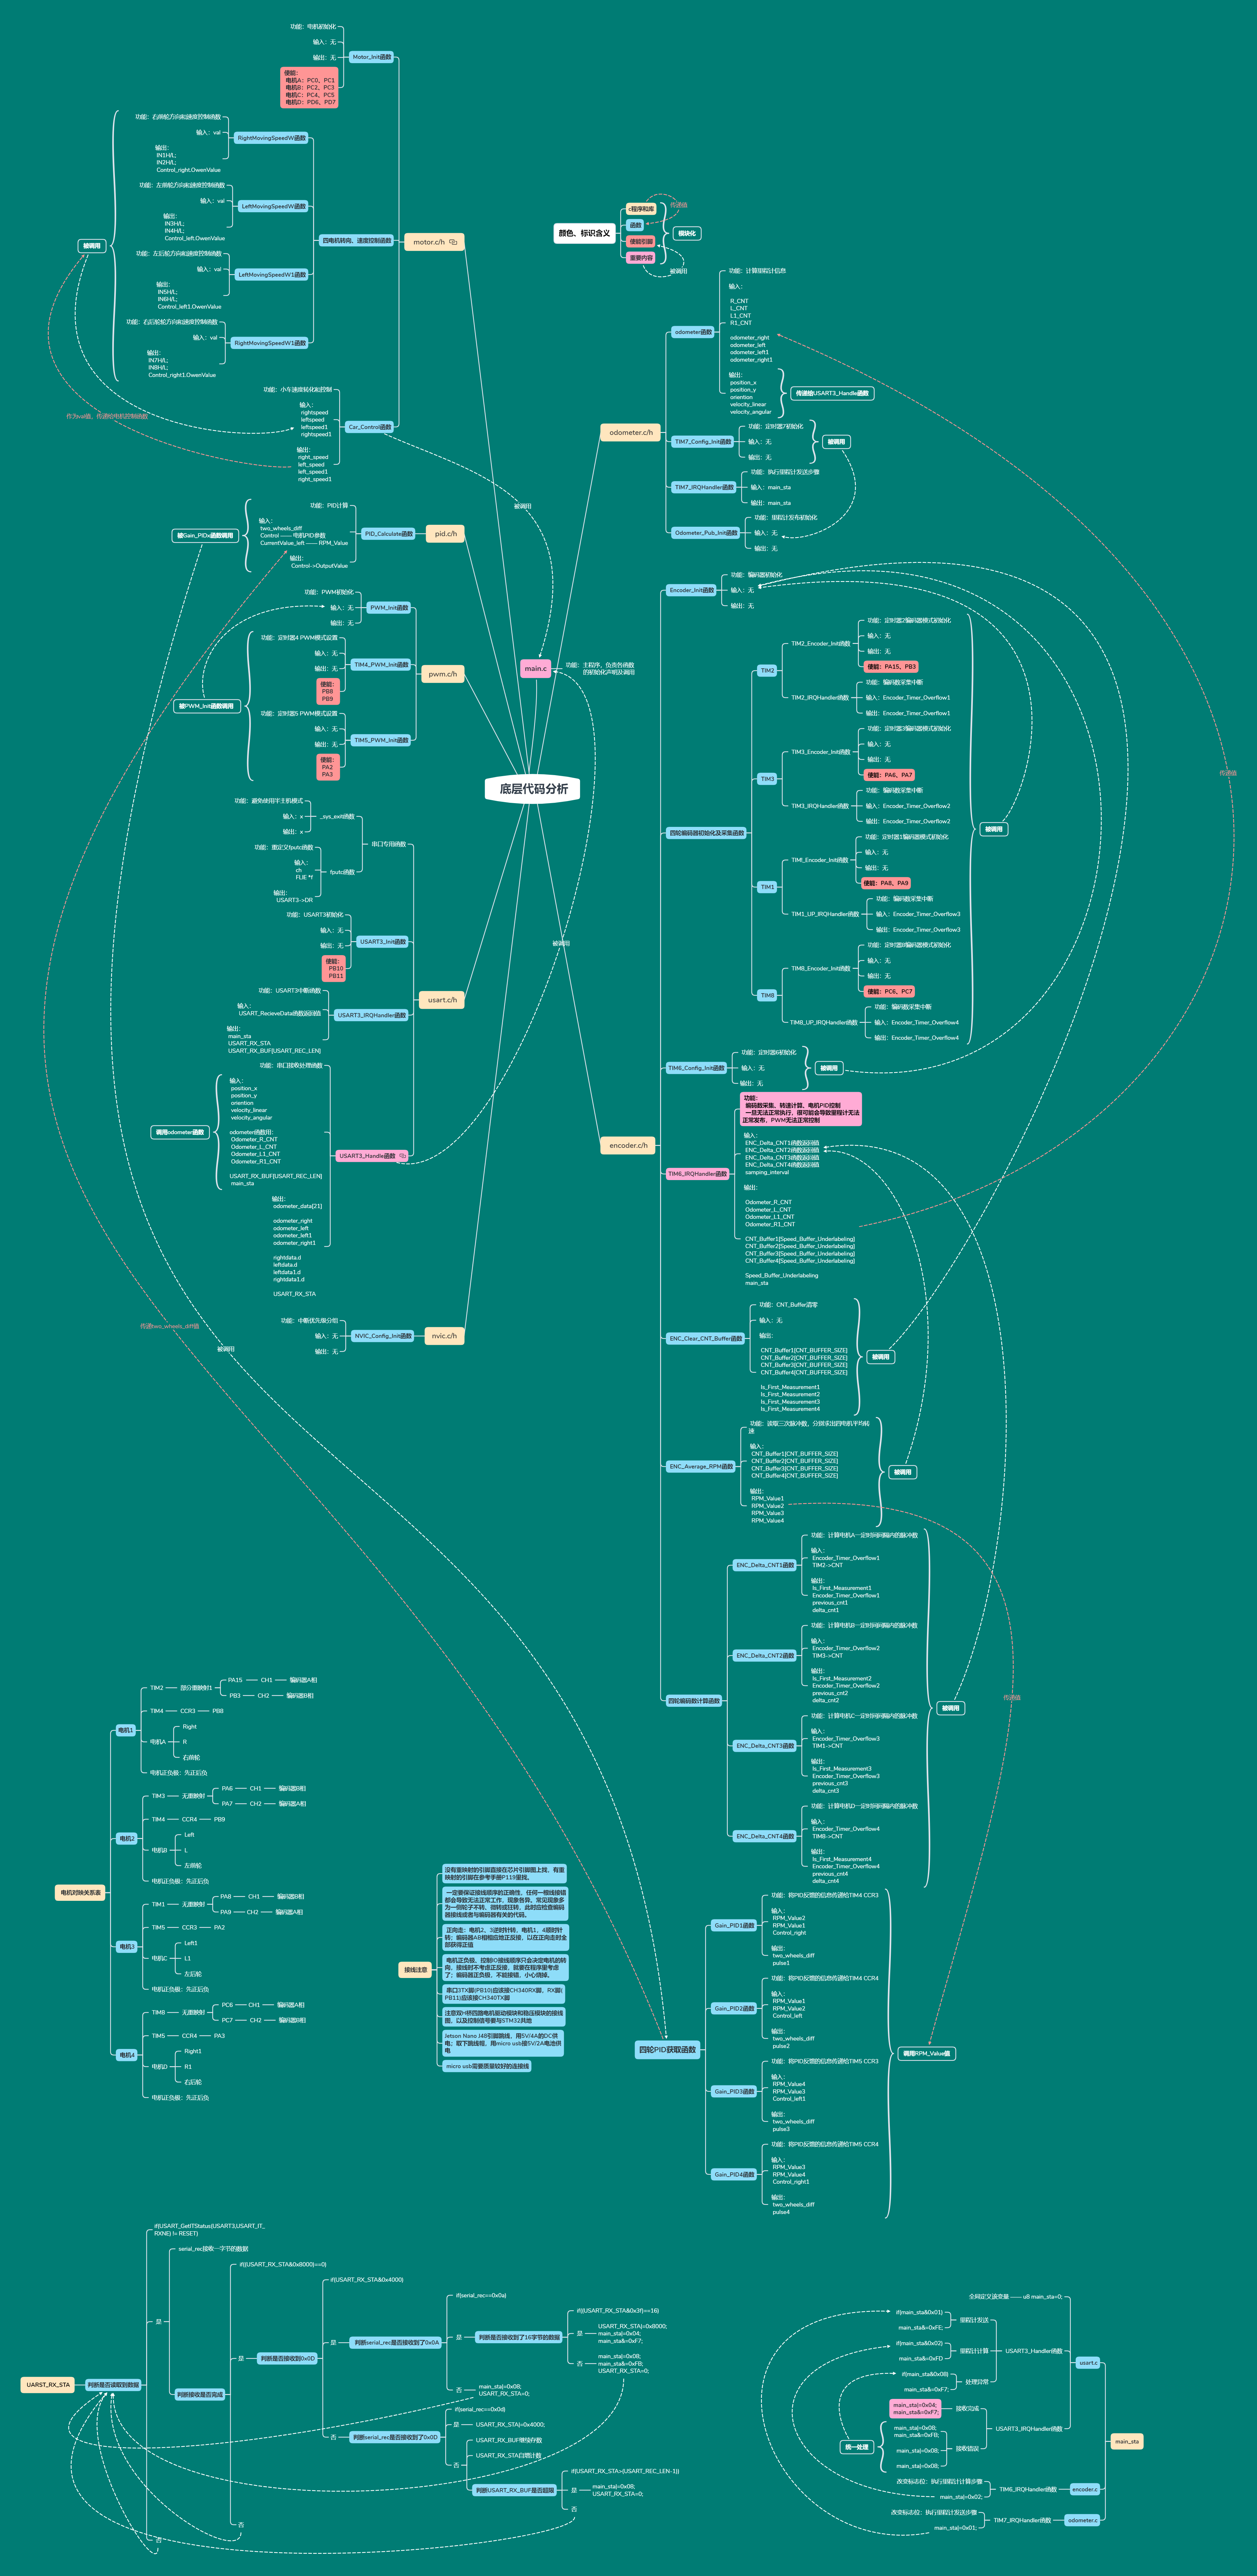 功能：电机初始化
输入：无
输出：无
Motor_Init函数
使能：
电机A：PC0，PC1
电机B：PC2，PC3
电机C：PC4，PC5
电机D：PD6，PD7
功能：右前轮方向和速度控制函数
输入：val
RightMovingSpeedW函数
输出：
IN1H/L;
IN2H/L;
Control_right.OwenValue
功能：左前轮方向和速度控制函数
输入：val
LeftMovingSpeedW函数
输出：
IN3H/L;
IN4H/L;
Control_left.OwenValue
被调用
四电机转向、速度控制函数
motor.c/h
功能：左后轮方向和速度控制函数
输入：val
LeftMovingSpeedW1函数
输出：
IN5H/L;
IN6H/L;
Control_left1.OwenValue
功能：右后轮轮方向和速度控制函数
输入：val
RightMovingSpeedW1函数
输出：
IN7H/L;
IN8H/L;
Control_right1.OwenValue
功能：小车速度转化和控制
作为val值，传递给电机控制函数
输入：
rightspeed
leftspeed
leftspeed1
rightspeed1
Car_Control函数
输出：
right_speed
left_speed
left_speed1
right_speed1
被调用
功能：PID计算
被Gain_PIDx函数调用
输入：
two_wheels_diff
Control —— 电机PID参数
CurrentValue_left —— RPM_Value
PID_Calculate函数
pid.c/h
输出：
Control->OutputValue
功能：PWM初始化
输入：无
PWM_Init函数
输出：无
功能：定时器4 PWM模式设置
输入：无
TIM4_PWM_Init函数
输出：无
使能：
PB8
PB9
pwm.c/h
被PWM_Init函数调用
功能：定时器5 PWM模式设置
输入：无
TIM5_PWM_Init函数
输出：无
使能：
PA2
PA3
main.c
功能：主程序，负责各函数
的初始化声明及调用
底层代码分析
功能：避免使用半主机模式
输入：x
_sys_exit函数
输出：x
串口专用函数
功能：重定义fputc函数
输入：
ch
FLIE *f
fputc函数
输出：
USART3->DR
功能：USART3初始化
输入：无
USART3_Init函数
输出：无
使能：
PB10
PB11
被调用
usart.c/h
功能：USART3中断函数
输入：
USART_RecieveData函数返回值
USART3_IRQHandler函数
输出：
main_sta
USART_RX_STA
USART_RX_BUF[USART_REC_LEN]
功能：串口接收处理函数
输入：
position_x
position_y
oriention
velocity_linear
velocity_angular
调用odometer函数
odometer函数用：
Odometer_R_CNT
Odometer_L_CNT
Odometer_L1_CNT
Odometer_R1_CNT
USART_RX_BUF[USART_REC_LEN]
main_sta
USART3_Handle函数
输出：
odometer_data[21]
odometer_right
odometer_left
odometer_left1
odometer_right1
rightdata.d
leftdata.d
leftdata1.d
rightdata1.d
USART_RX_STA
传递two_wheels_diff值
被调用
功能：中断优先级分组
输入：无
NVIC_Config_Init函数
nvic.c/h
输出：无
颜色、标识含义
c程序和库
函数
使能引脚
重要内容
传递值
模块化
被调用
功能：计算里程计信息
输入：
R_CNT
L_CNT
L1_CNT
R1_CNT
odometer函数
odometer_right
odometer_left
odometer_left1
odometer_right1
输出：
position_x
position_y
oriention
velocity_linear
velocity_angular
传递给USART3_Handle函数
odometer.c/h
功能：定时器7初始化
TIM7_Config_Init函数
输入：无
输出：无
被调用
功能：执行里程计发送步骤
TIM7_IRQHandler函数
输入：main_sta
输出：main_sta
功能：里程计发布初始化
Odometer_Pub_Init函数
输入：无
输出：无
功能：编码器初始化
Encoder_Init函数
输入：无
输出：无
功能：定时器2编码器模式初始化
TIM2_Encoder_Init函数
输入：无
输出：无
使能：PA15、PB3
TIM2
功能：编码数采集中断
TIM2_IRQHandler函数
输入：Encoder_Timer_Overflow1
输出：Encoder_Timer_Overflow1
功能：定时器3编码器模式初始化
TIM3_Encoder_Init函数
输入：无
输出：无
使能：PA6、PA7
TIM3
功能：编码数采集中断
TIM3_IRQHandler函数
输入：Encoder_Timer_Overflow2
输出：Encoder_Timer_Overflow2
传递值
被调用
四轮编码器初始化及采集函数
功能：定时器1编码器模式初始化
TIMI_Encoder_Init函数
输入：无
输出：无
使能：PA8、PA9
TIM1
功能：编码数采集中断
TIM1_UP_IRQHandler函数
输入：Encoder_Timer_Overflow3
输出：Encoder_Timer_Overflow3
功能：定时器8编码器模式初始化
TIM8_Encoder_Init函数
输入：无
输出：无
使能：PC6、PC7
TIM8
功能：编码数采集中断
TIM8_UP_IRQHandler函数
输入：Encoder_Timer_Overflow4
输出：Encoder_Timer_Overflow4
功能：定时器6初始化
TIM6_Config_Init函数
输入：无
输出：无
被调用
encoder.c/h
功能：
编码数采集、转速计算、电机PID控制
一旦无法正常执行，很可能会导致里程计无法
正常发布，PWM无法正常控制
输入：
ENC_Delta_CNT1函数返回值
ENC_Delta_CNT2函数返回值
ENC_Delta_CNT3函数返回值
ENC_Delta_CNT4函数返回值
samping_interval
TIM6_IRQHandler函数
输出：
Odometer_R_CNT
Odometer_L_CNT
Odometer_L1_CNT
Odometer_R1_CNT
CNT_Buffer1[Speed_Buffer_Underlabeling]
CNT_Buffer2[Speed_Buffer_Underlabeling]
CNT_Buffer3[Speed_Buffer_Underlabeling]
CNT_Buffer4[Speed_Buffer_Underlabeling]
Speed_Buffer_Underlabeling
main_sta
功能：CNT_Buffer清零
输入：无
ENC_Clear_CNT_Buffer函数
输出：
CNT_Buffer1[CNT_BUFFER_SIZE]
CNT_Buffer2[CNT_BUFFER_SIZE]
CNT_Buffer3[CNT_BUFFER_SIZE]
CNT_Buffer4[CNT_BUFFER_SIZE]
Is_First_Measurement1
Is_First_Measurement2
Is_First_Measurement3
Is_First_Measurement4
被调用
功能：读取三次脉冲数，分别求出四电机平均转
速
输入：
CNT_Buffer1[CNT_BUFFER_SIZE]
CNT_Buffer2[CNT_BUFFER_SIZE]
CNT_Buffer3[CNT_BUFFER_SIZE]
CNT_Buffer4[CNT_BUFFER_SIZE]
ENC_Average_RPM函数
输出：
RPM_Value1
RPM_Value2
RPM_Value3
RPM_Value4
被调用
功能：计算电机A一定时间间隔内的脉冲数
输入：
Encoder_Timer_Overflow1
TIM2->CNT
ENC_Delta_CNT1函数
输出：
Is_First_Measurement1
Encoder_Timer_Overflow1
previous_cnt1
delta_cnt1
功能：计算电机B一定时间间隔内的脉冲数
输入：
Encoder_Timer_Overflow2
TIM3->CNT
ENC_Delta_CNT2函数
输出：
Is_First_Measurement2
Encoder_Timer_Overflow2
previous_cnt2
delta_cnt2
四轮编码数计算函数
被调用
传递值
功能：计算电机C一定时间间隔内的脉冲数
输入：
Encoder_Timer_Overflow3
TIM1->CNT
ENC_Delta_CNT3函数
输出：
Is_First_Measurement3
Encoder_Timer_Overflow3
previous_cnt3
delta_cnt3
功能：计算电机D一定时间间隔内的脉冲数
输入：
Encoder_Timer_Overflow4
TIM8->CNT
ENC_Delta_CNT4函数
输出：
Is_First_Measurement4
Encoder_Timer_Overflow4
previous_cnt4
delta_cnt4
功能：将PID反馈的信息传递给TIM4 CCR3
输入：
RPM_Value2
RPM_Value1
Control_right
Gain_PID1函数
输出：
two_wheels_diff
pulse1
功能：将PID反馈的信息传递给TIM4 CCR4
输入：
RPM_Value1
RPM_Value2
Control_left
Gain_PID2函数
输出：
two_wheels_diff
pulse2
四轮PID获取函数
调用RPM_Value值
功能：将PID反馈的信息传递给TIM5 CCR3
输入：
RPM_Value4
RPM_Value3
Control_left1
Gain_PID3函数
输出：
two_wheels_diff
pulse3
功能：将PID反馈的信息传递给TIM5 CCR4
输入：
RPM_Value3
RPM_Value4
Control_right1
Gain_PID4函数
输出：
two_wheels_diff
pulse4
电机对映关系表
电机1
TIM2 部分重映射1
PA15 CH1 编码器A相
PB3 CH2 编码器B相
TIM4 CCR3 PB8
电机A
Right
R
右前轮
电机正负极：先正后负
电机2
TIM3 无重映射
PA6 CH1 编码器B相
PA7 CH2 编码器A相
TIM4 CCR4 PB9
电机B
Left
L
左前轮
电机正负极：先正后负
电机3
TIM1 无重映射
PA8 CH1 编码器B相
PA9 CH2 编码器A相
TIM5 CCR3 PA2
电机C
Left1
L1
左后轮
电机正负极：先正后负
电机4
TIM8 无重映射
PC6 CH1 编码器A相
PC7 CH2 编码器B相
TIM5 CCR4 PA3
电机D
Right1
R1
右后轮
电机正负极：先正后负
接线注意
没有重映射的引脚直接在芯片引脚图上找，有重
映射的引脚在参考手册P119里找。
一定要保证接线顺序的正确性，任何一根线接错
都会导致无法正常工作，现象各异。常见现象多
为一侧轮子不转、微转或狂转，此时应检查编码
器接线或者与编码器有关的代码。
正向走：电机2、3逆时针转，电机1、4顺时针
转；编码器AB相相应地正反接，以在正向走时全
部获得正值
电机正负极、控制IO接线顺序只会决定电机的转
向，接线时不考虑正反接，就要在程序里考虑
了；编码器正负极，不能接错，小心烧掉。
串口3TX脚(PB10)应该接CH340RX脚，RX脚(
PB11)应该接CH340TX脚
注意双H桥四路电机驱动模块和稳压模块的接线
图，以及控制信号要与STM32共地
Jetson Nano J48引脚跳线，用5V/4A的DC供
电；取下跳线帽，用micro usb接5V/2A电池供
电
micro usb需要质量较好的连接线
UARST_RX_STA
判断是否读取到数据
if(USART_GetITStatus(USART3,USART_IT_
RXNE) != RESET)
是
serial_rec接收一字节的数据
判断接收是否完成
if((USART_RX_STA&0x8000)==0)
是
判断是否接收到0x0D
if(USART_RX_STA&0x4000)
是
判断serial_rec是否接收到了0x0A
if(serial_rec==0x0a)
是
判断是否接收到了16字节的数据
if((USART_RX_STA&0x3f)==16)
是
USART_RX_STA|=0x8000;
main_sta|=0x04;
main_sta&=0xF7;
否
main_sta|=0x08;
main_sta&=0xFB;
USART_RX_STA=0;
否
main_sta|=0x08;
USART_RX_STA=0;
否
判断serial_rec是否接收到了0x0D
if(serial_rec==0x0d)
是
USART_RX_STA|=0x4000;
否
USART_RX_BUF继续存数
USART_RX_STA自增计数
判断USART_RX_BUF是否超限
if(USART_RX_STA>(USART_REC_LEN-1))
是
main_sta|=0x08;
USART_RX_STA=0;
否
否
否
全局定义该变量 —— u8 main_sta=0;
if(main_sta&0x01)
main_sta&=0xFE;
里程计发送
if(main_sta&0x02)
main_sta&=0xFD
里程计计算
USART3_Handler函数
if(main_sta&0x08)
main_sta&=0xF7;
处理异常
usart.c
main_sta|=0x04;
main_sta&=0xF7;
接收完成
USART3_IRQHandler函数
统一处理
main_sta|=0x08;
main_sta&=0xFB
main_sta|=0x08;
main_sta|=0x08;
接收错误
main_sta
改变标志位：执行里程计计算步骤
main_sta|=0x02;
TIM6_IRQHandler函数
encoder.c
改变标志位：执行里程计发送步骤
main_sta|=0x01;
TIM7_IRQHandler函数
odometer.c